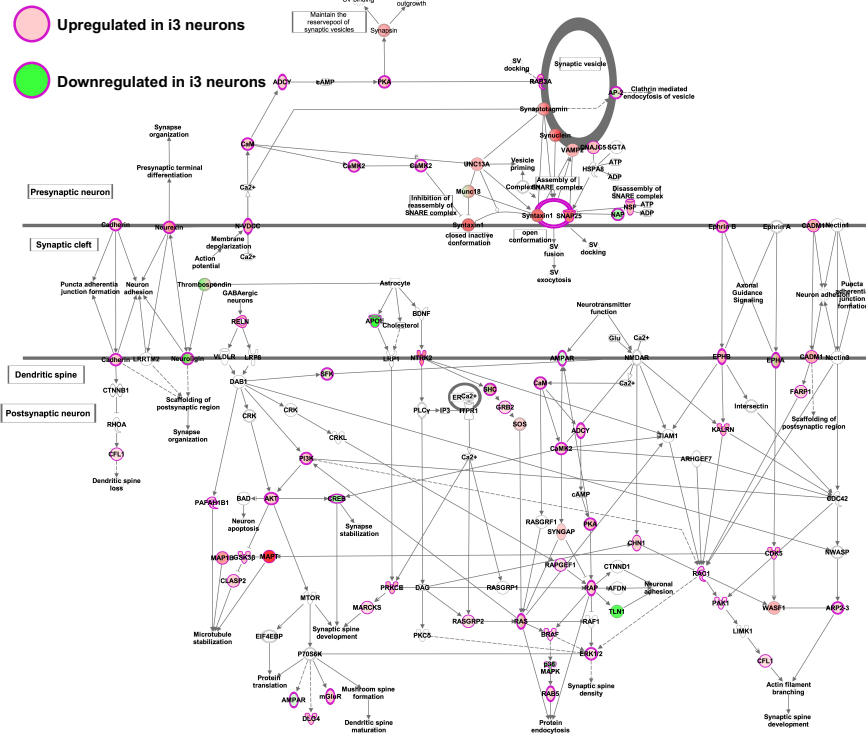 SV binding
outgrowth
Upregulated in i3 neurons
Maintain the
reservepool of
synaptic vesicles
Synapsin
Downregulated in i3 neurons
ADCY
cAMP
PKA
SV
docking
RAB3A
Synaptic vesicle
AP-2
Clathrin mediated
endocytosis of vesicle
Synaptotagmin
Synuclein
Synapse
organization
CaM
VAMP2
DNAJC5
SGTA
CaMK2
CaMK2
UNC13A
Vesicle
priming
HSPA8
ATP
ADP
Presynaptic terminal
differentiation
Presynaptic neuron
Ca2+
Munc18
Complexin
Assembly of
SNARE complex
Disassembly of
SNARE complex
Inhibition of
reassembly of
SNARE complex
NSF
ATP
ADP
NAP
Syntaxin1
SNAP25
Cadherin
Neurexin
N-VDCC
Syntaxin1
closed inactive
conformation
open
conformation
Ephrin B
Ephrin A
CADM1
Nectin1
Synaptic cleft
Membrane
depolarization
Ca2+
Action
potential
SV
fusion
SV
docking
SV
exocytosis
Puncta adherentia
junction formation
Neuron
adhesion
Thrombospondin
GABAergic
neurons
Astrocyte
Axonal
Guidance
Signaling
Neuron adhesion
Puncta
adherentia
junction
formation
BDNF
Neurotransmitter
function
RELN
APOE
Cholesterol
Glu
Ca2+
Cadherin
LRRTM2
Neuroligin
VLDLR
LRP8
LRP1
NTRK2
AMPAR
NMDAR
EPHB
EPHA
CADM1
Nectin3
Dendritic spine
SFK
DAB1
CaM
Ca2+
CTNNB1
ER
Ca2+
SHC
FARP1
Postsynaptic neuron
Scaffolding of
postsynaptic region
CRK
CRK
PLCγ
IP3
ITPR1
GRB2
Intersectin
Scaffolding of
postsynaptic region
RHOA
Synapse
organization
CRKL
SOS
ADCY
TIAM1
KALRN
CFL1
PI3K
Ca2+
CaMK2
ARHGEF7
Dendritic spine
loss
PAFAH1B1
BAD
AKT
CREB
cAMP
CDC42
Neuron
apoptosis
Synapse
stabilization
RASGRF1
SYNGAP
PKA
CHN1
MAP1B
GSK3β
MAPT
RAPGEF1
CTNND1
CDK5
NWASP
CLASP2
PRKCE
DAG
RASGRP1
RAP
AFDN
Neuronal
adhesion
RAC1
MTOR
MARCKS
TLN1
PAK1
WASF1
ARP2-3
RASGRP2
RAS
RAF1
Microtubule
stabilization
EIF4EBP
Synaptic spine
development
PKCδ
BRAF
LIMK1
P70S6K
ERK1/2
CFL1
p38
MAPK
Protein
translation
AMPAR
mGluR
Mushroom spine
formation
RAB5
Synaptic spine
density
Actin filament
branching
DLG4
Dendritic spine
maturation
Protein
endocytosis
Synaptic spine
development